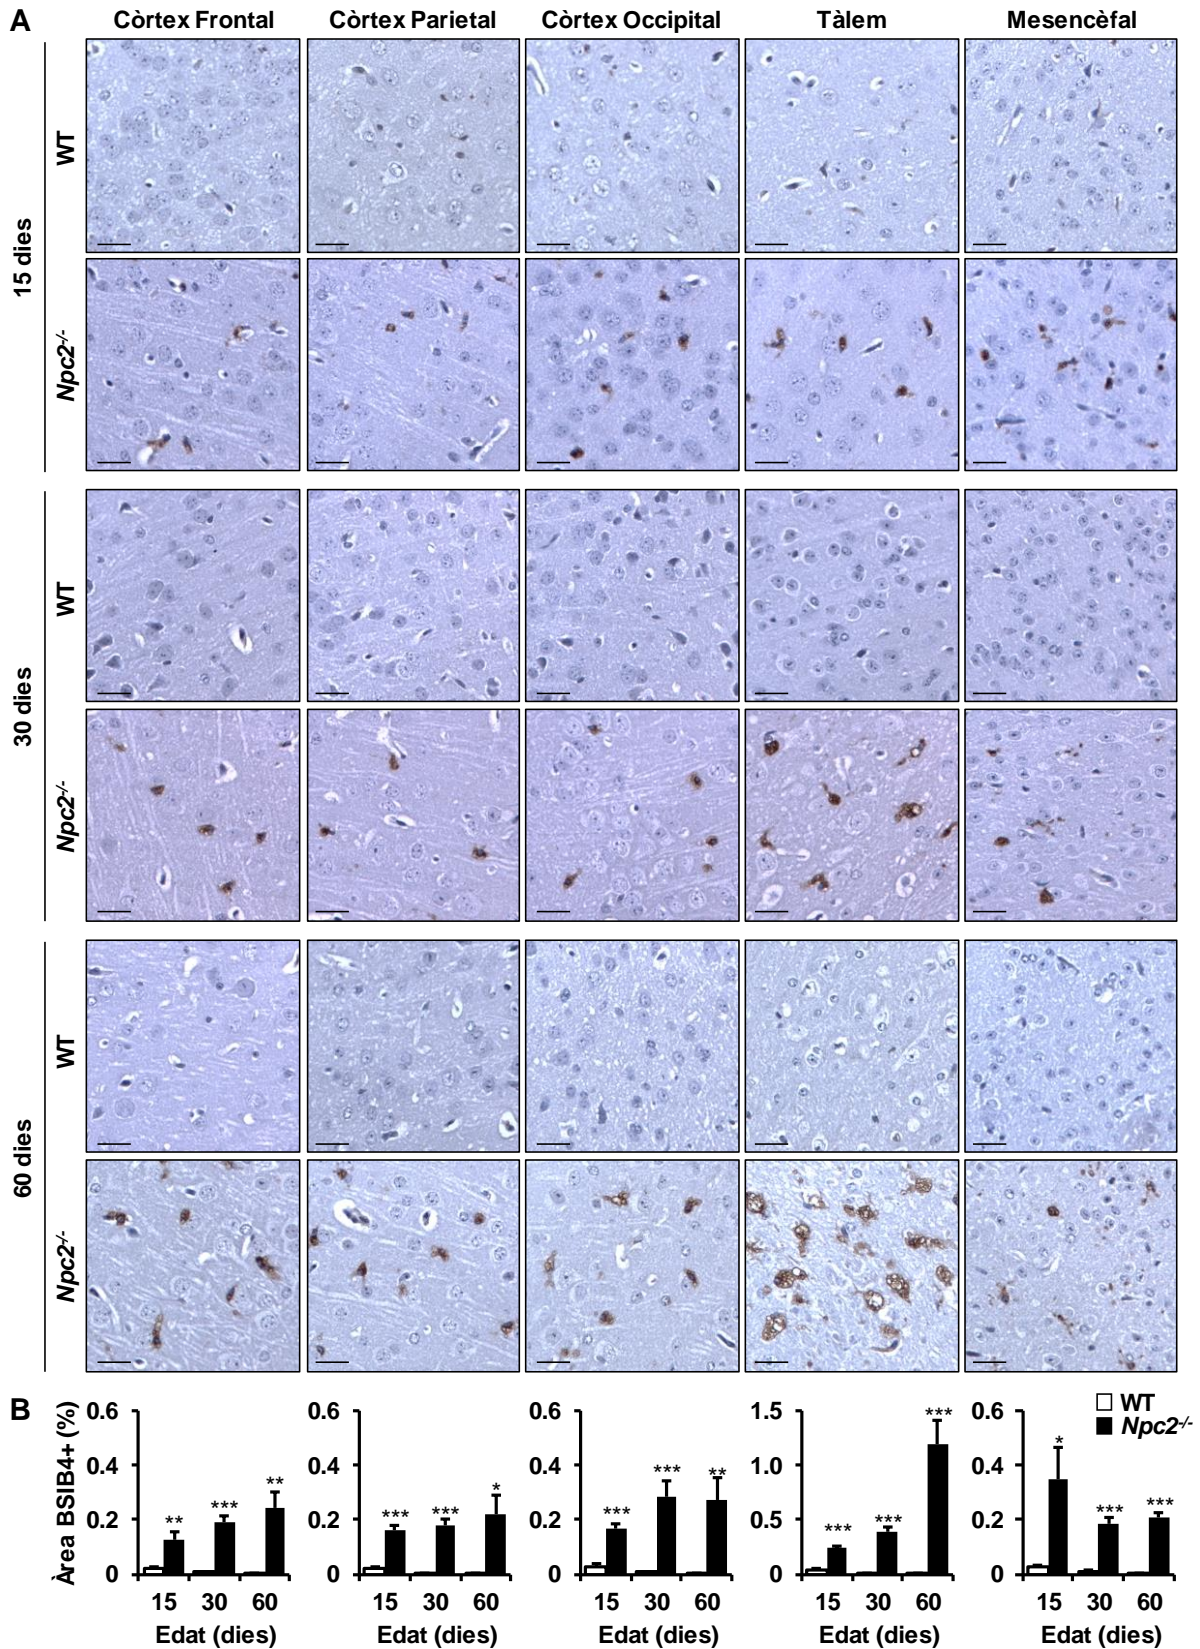 A
Còrtex Frontal
Còrtex Parietal
Còrtex Occipital
Tàlem
Mesencèfal
15 dies
WT
Npc2-/-
30 dies
WT
Npc2-/-
60 dies
WT
Npc2-/-
B
Àrea BSIB4+ (%)
0.6
0.4
0.2
0
**
***
**
15 30 60
Edat (dies)
0.6
0.4
0.2
0
***
***
*
15 30 60
Edat (dies)
0.6
0.4
0.2
0
***
***
**
15 30 60
Edat (dies)
1.5
1.0
0.5
0
***
***
***
15 30 60
Edat (dies)
0.6
0.4
0.2
0
*
***
***
15 30 60
Edat (dies)
WT
Npc2-/-